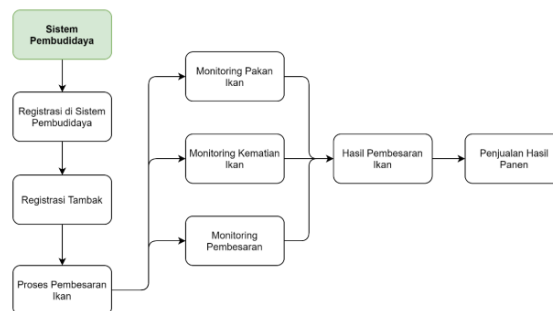 Sistem
Pembudidaya
Registrasi di Sistem
Pembudidaya
Registrasi Tambak
Proses Pembesaran
Ikan
Monitoring Pakan
Ikan
Monitoring Kematian
Ikan
Monitoring
Pembesaran
Hasil Pembesaran
Ikan
Penjualan Hasil
Panen